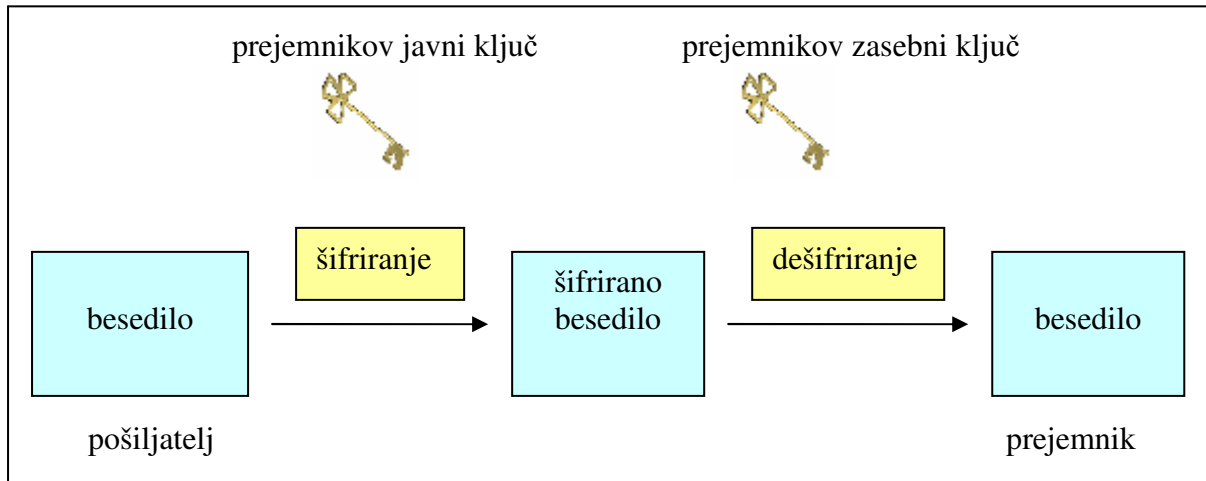 prejemnikov javni ključ
prejemnikov zasebni ključ
šifriranje
dešifriranje
besedilo
šifrirano
besedilo
besedilo
pošiljatelj
prejemnik